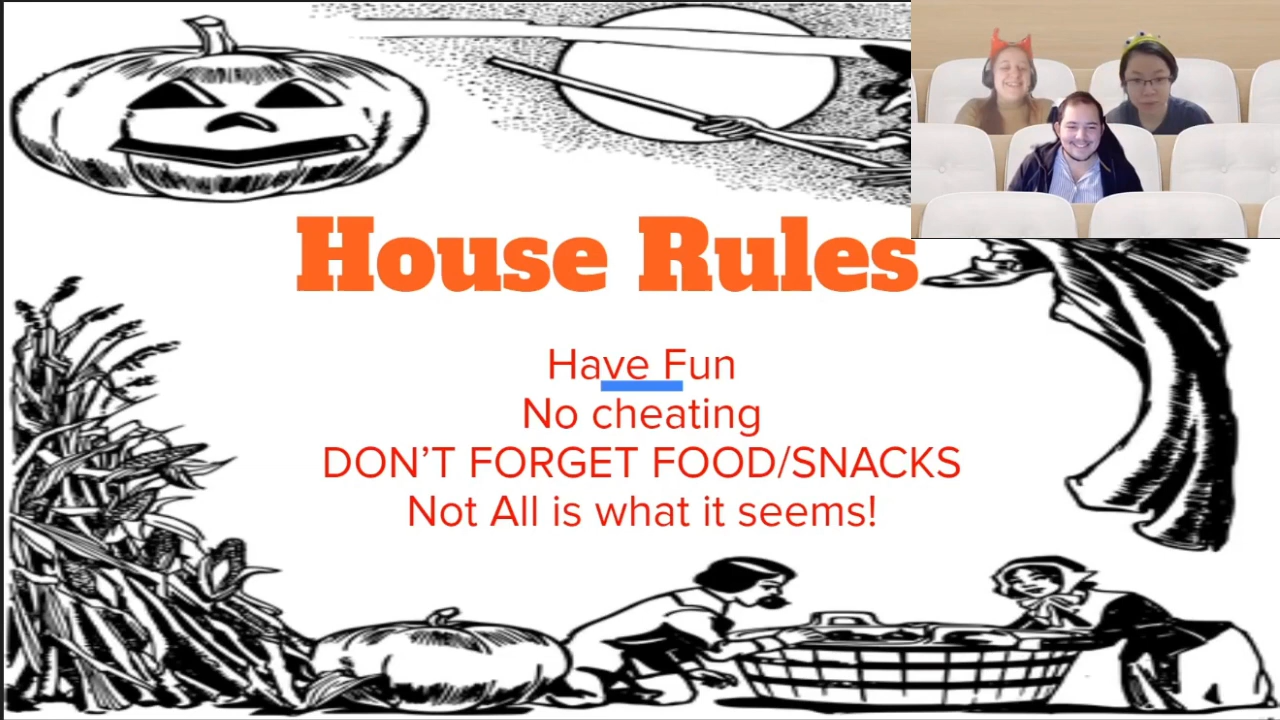 House Rules
Have Fun
No cheating
DON’T FORGET FOOD/SNACKS
Not All is what it seems!